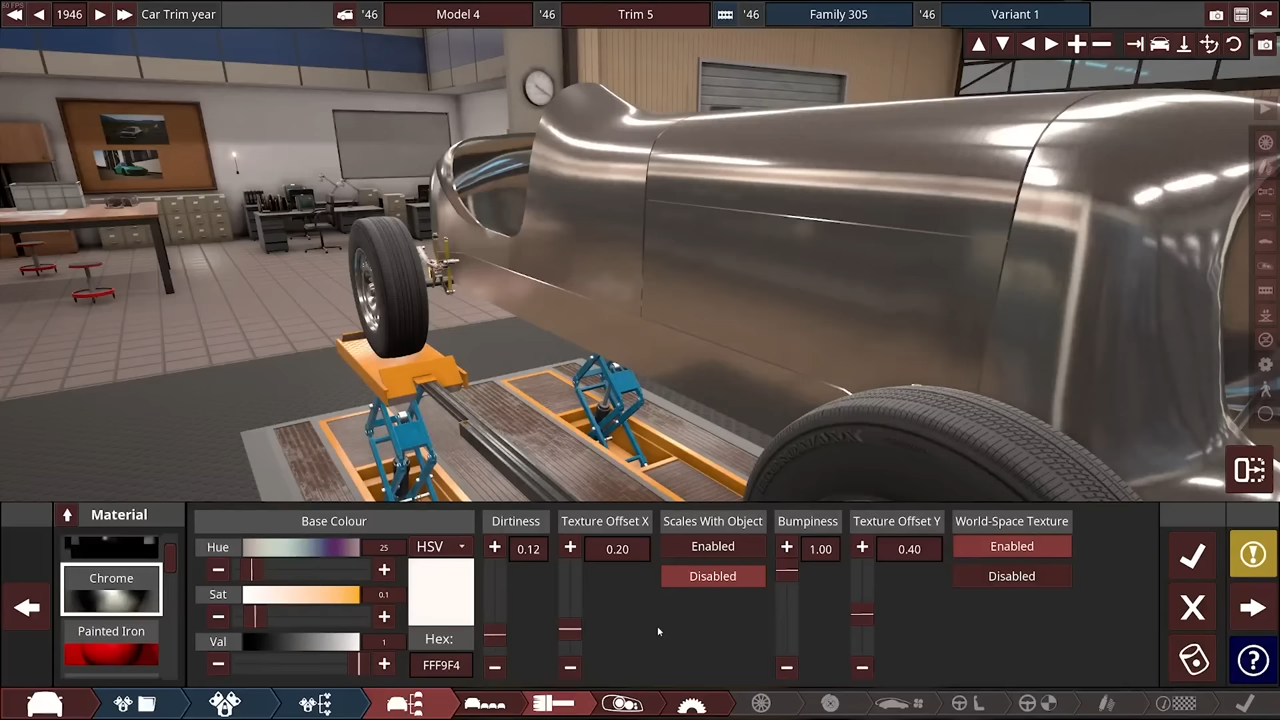 60 FPS
1946 Car Trim year '46 Model 4 '46 Trim 5 '46 Family 305 '46 Variant 1
Material Base Colour Dirtiness Texture Offset X Scales With Object Bumpiness Texture Offset Y World-Space Texture
Hue 25 HSV 0.12 0.20 Enabled 1.00 0.40 Enabled
Chrome Disabled Disabled
Sat 0.1
Painted Iron Val 1 Hex:
FFF9F4